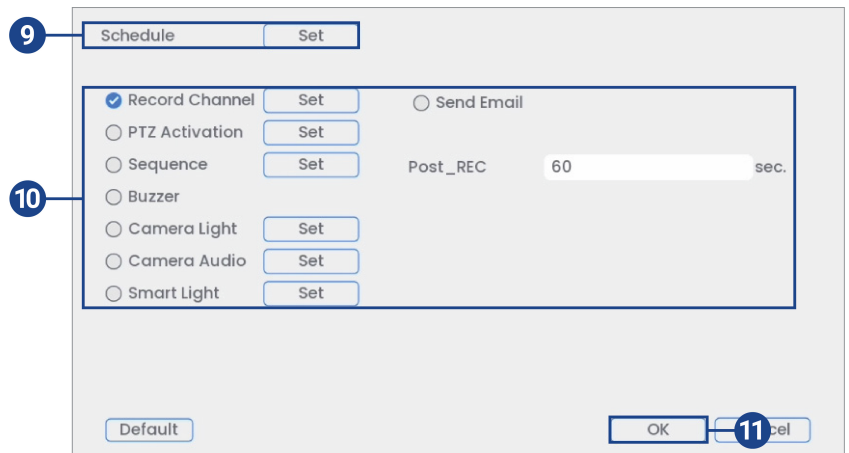 9 Schedule Set
Record Channel Set Send Email
PTZ Activation Set
Sequence Set Post_REC 60 sec.
10 Buzzer
Camera Light Set
Camera Audio Set
Smart Light Set
Default OK 11 cel